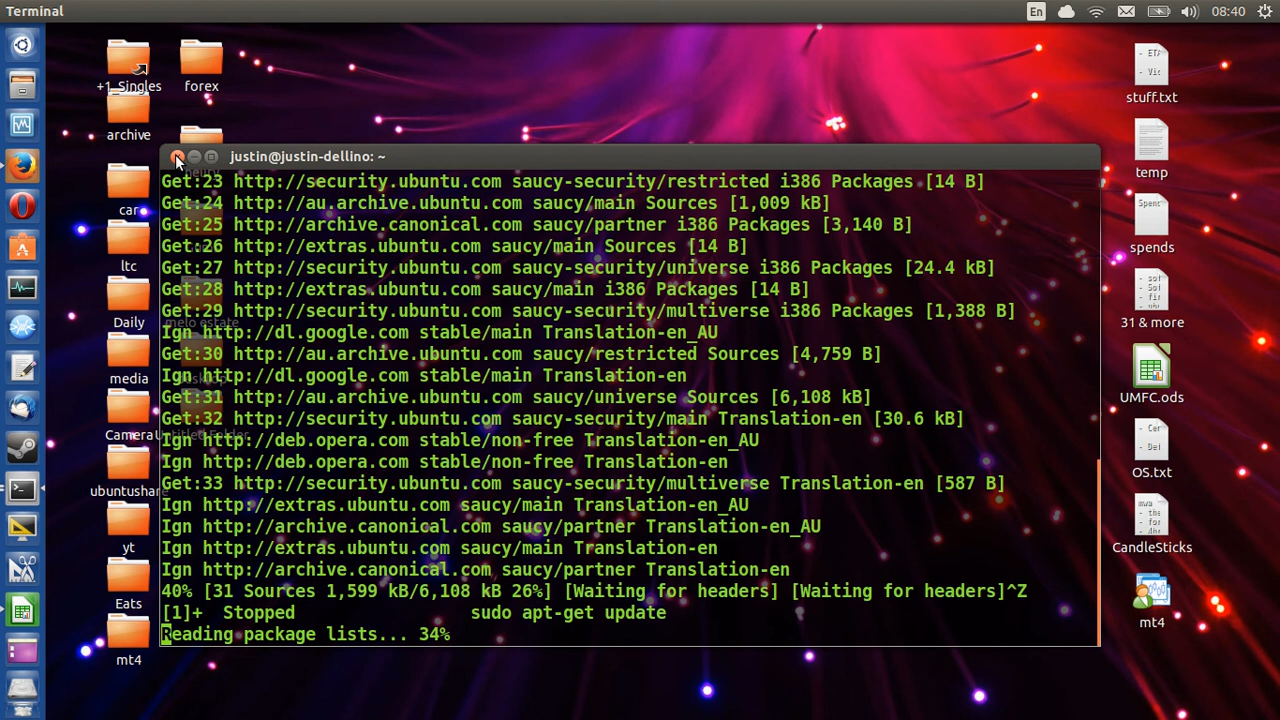 Terminal
En
08:40
+1_Singles
forex
archive
car
ltc
Daily
media
Camera
Untitled Folder
ubuntushare
yt
Eats
mt4
melo estate
justin@justin-dellino: ~
Get:23 http://security.ubuntu.com saucy-security/restricted i386 Packages [14 B]
Get:24 http://au.archive.ubuntu.com saucy/main Sources [1,009 kB]
Get:25 http://archive.canonical.com saucy/partner i386 Packages [3,140 B]
Get:26 http://extras.ubuntu.com saucy/main Sources [14 B]
Get:27 http://security.ubuntu.com saucy-security/universe i386 Packages [24.4 kB]
Get:28 http://extras.ubuntu.com saucy/main i386 Packages [14 B]
Get:29 http://security.ubuntu.com saucy-security/multiverse i386 Packages [1,388 B]
Ign http://dl.google.com stable/main Translation-en_AU
Get:30 http://au.archive.ubuntu.com saucy/restricted Sources [4,759 B]
Ign http://dl.google.com stable/main Translation-en
Get:31 http://au.archive.ubuntu.com saucy/universe Sources [6,108 kB]
Get:32 http://security.ubuntu.com saucy-security/main Translation-en [30.6 kB]
Ign http://deb.opera.com stable/non-free Translation-en_AU
Ign http://deb.opera.com stable/non-free Translation-en
Get:33 http://security.ubuntu.com saucy-security/multiverse Translation-en [587 B]
Ign http://extras.ubuntu.com saucy/main Translation-en_AU
Ign http://archive.canonical.com saucy/partner Translation-en_AU
Ign http://extras.ubuntu.com saucy/main Translation-en
Ign http://archive.canonical.com saucy/partner Translation-en
40% [31 Sources 1,599 kB/6,108 kB 26%] [Waiting for headers] [Waiting for headers]^Z
[1]+  Stopped                 sudo apt-get update
Reading package lists... 34%
stuff.txt
temp
spends
31 & more
UMFC.ods
OS.txt
CandleSticks
mt4